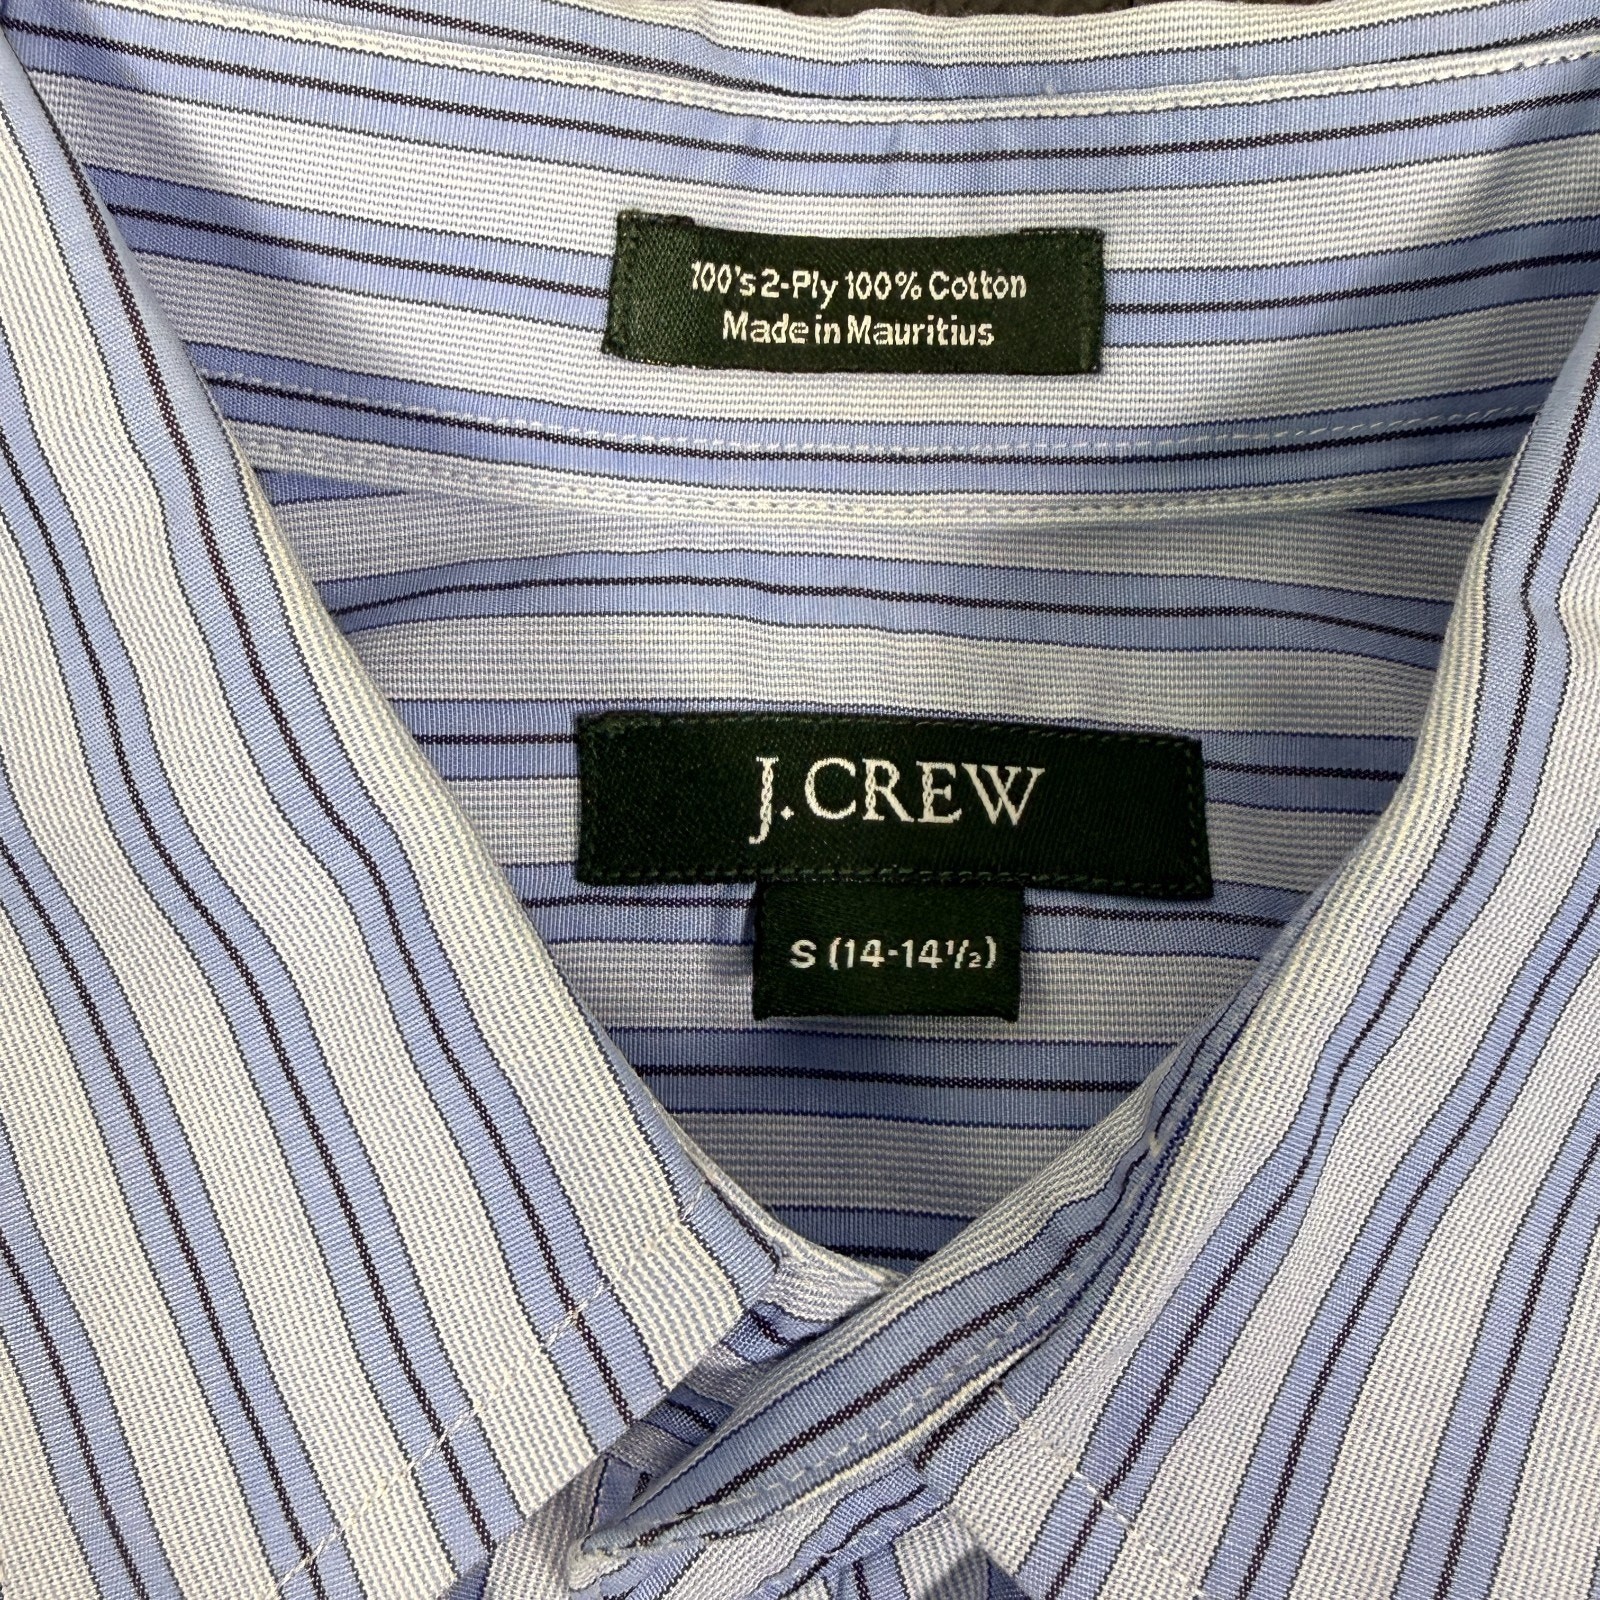 100's 2-Ply 100% Cotton
Made in Mauritius
J.CREW
S (14-14½)